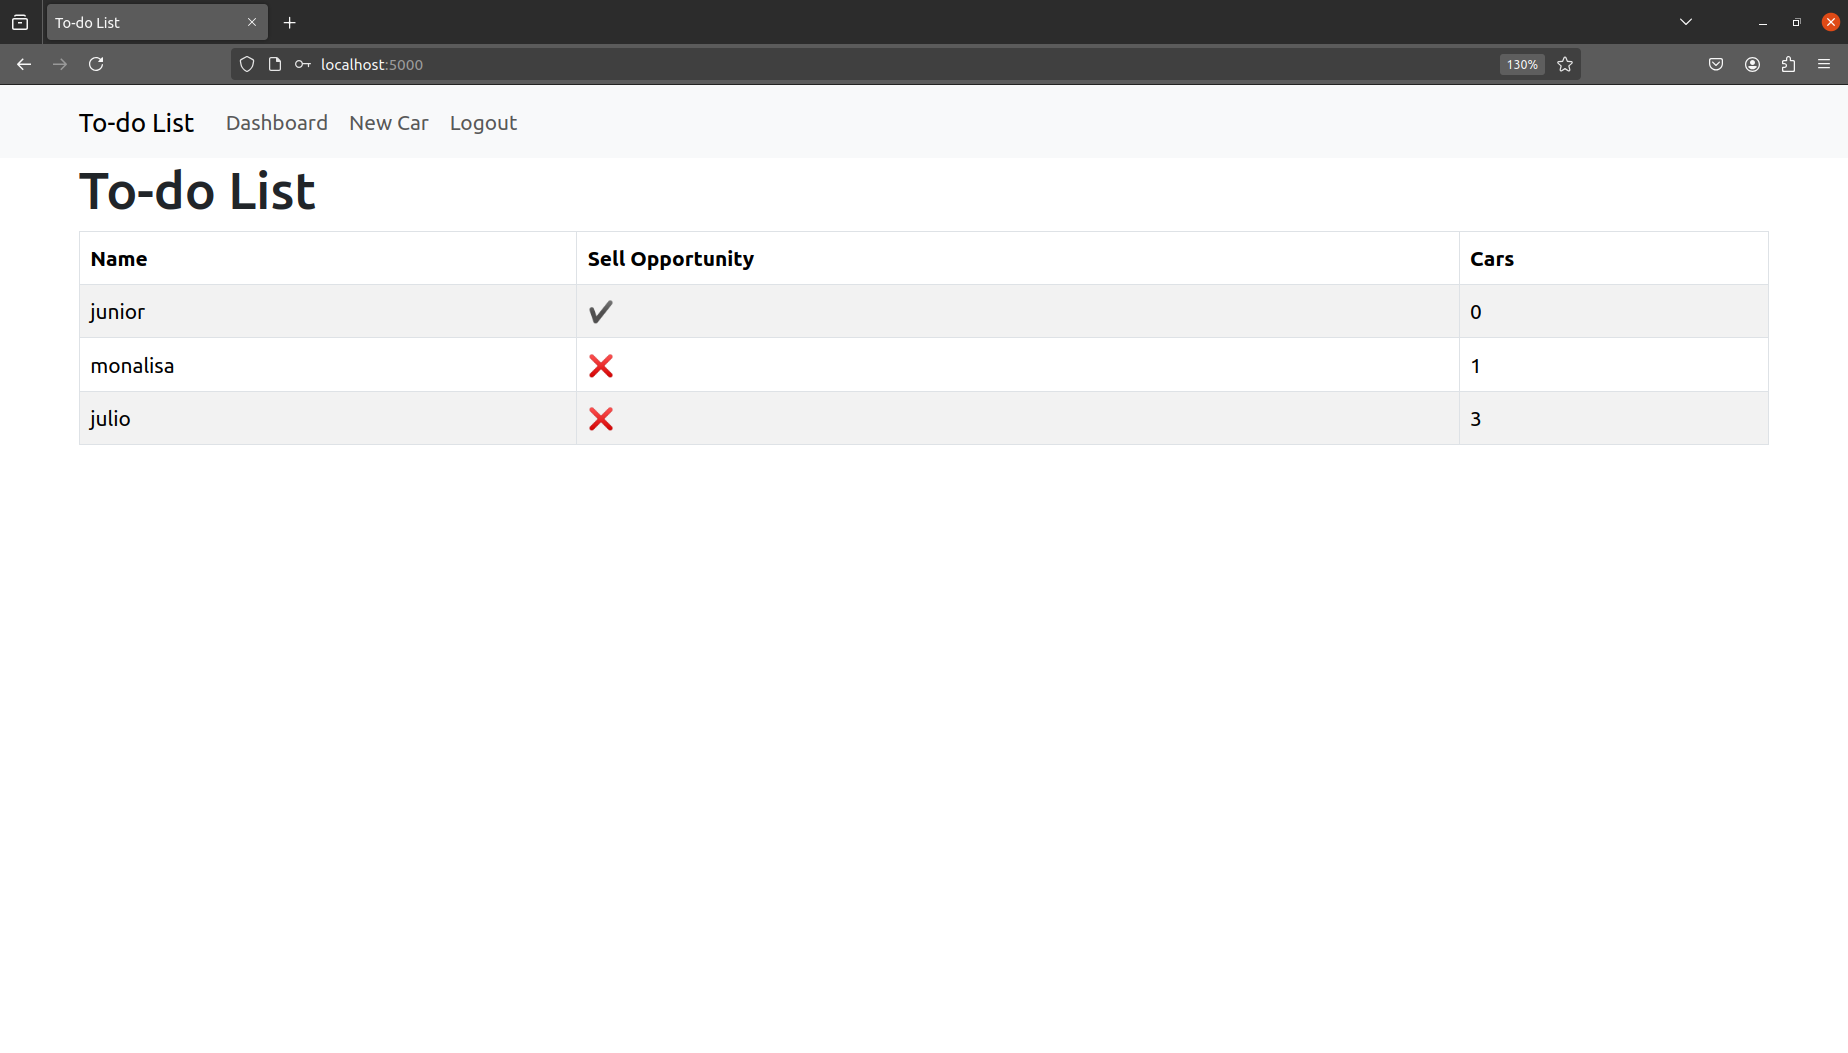 To-do List
localhost:5000 130%
To-do List Dashboard New Car Logout
To-do List
Name Sell Opportunity Cars
junior ✔ 0
monalisa ❌ 1
julio ❌ 3